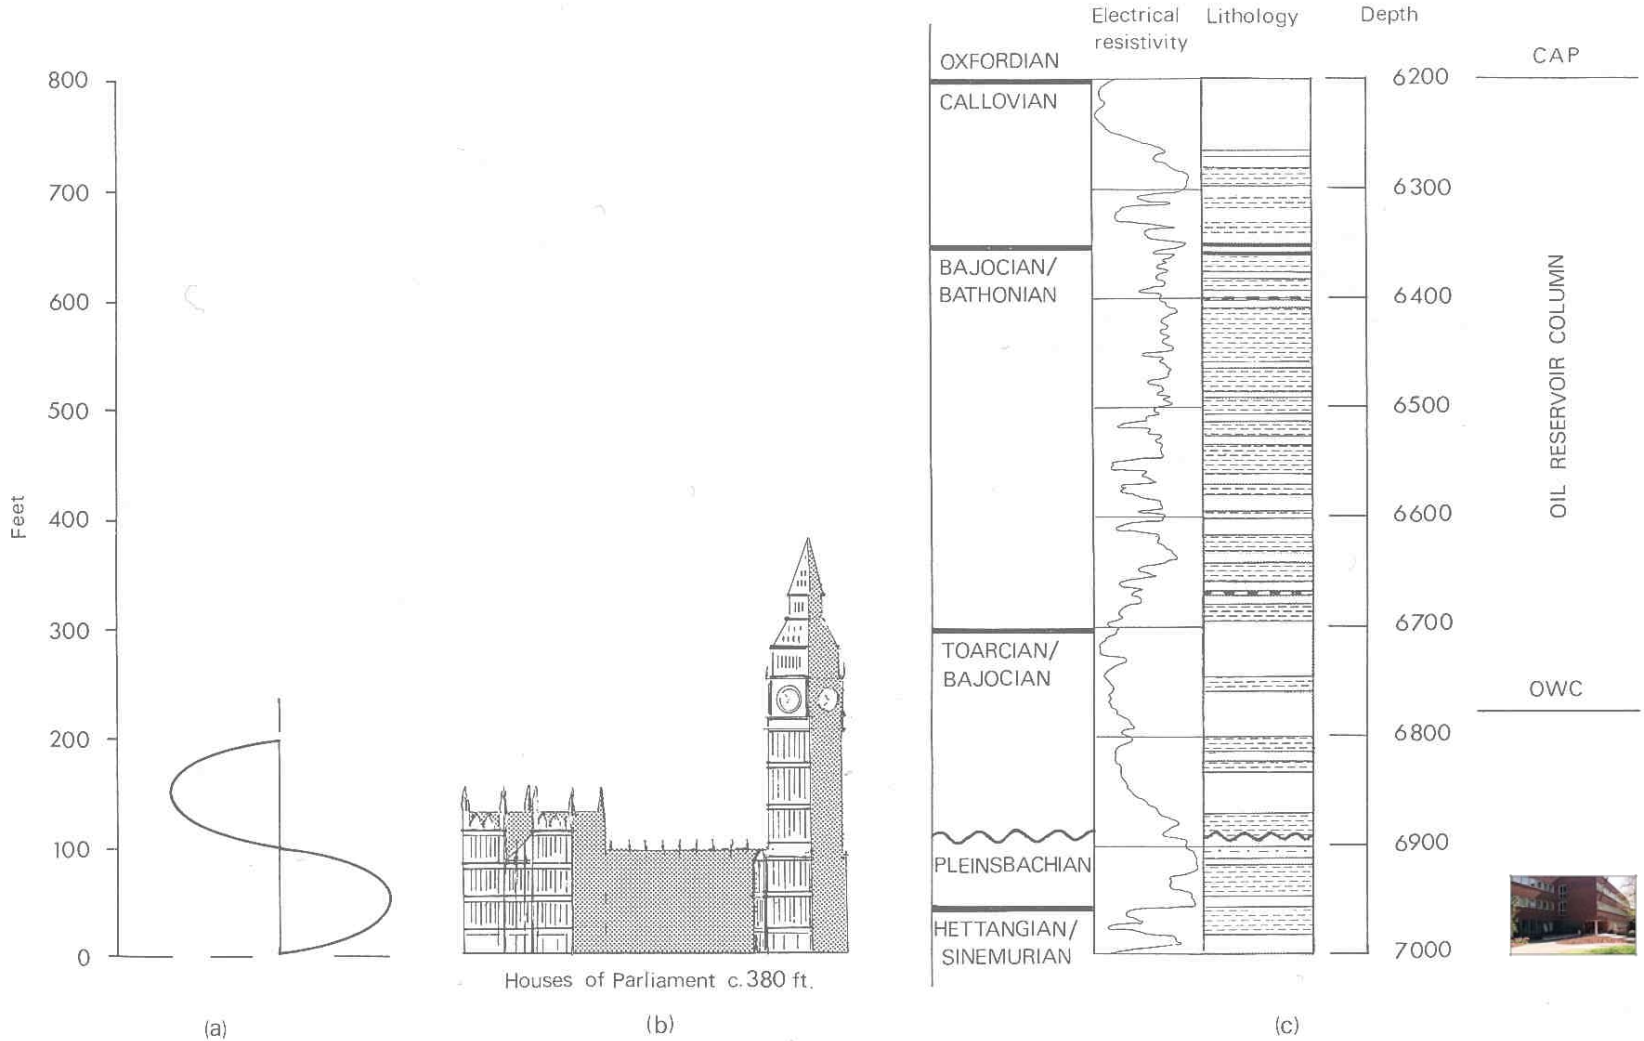 Electrical
resistivity
Lithology
Depth
OXFORDIAN
CALLOVIAN
BAJOCIAN/
BATHONIAN
TOARCIAN/
BAJOCIAN
PLEINSBACHIAN
HETTANGIAN/
SINEMURIAN
6200
6300
6400
6500
6600
6700
6800
6900
7000
CAP
OIL RESERVOIR COLUMN
OWC
800
700
600
500
400
300
200
100
0
Feet
Houses of Parliament c.380 ft.
(a)
(b)
(c)